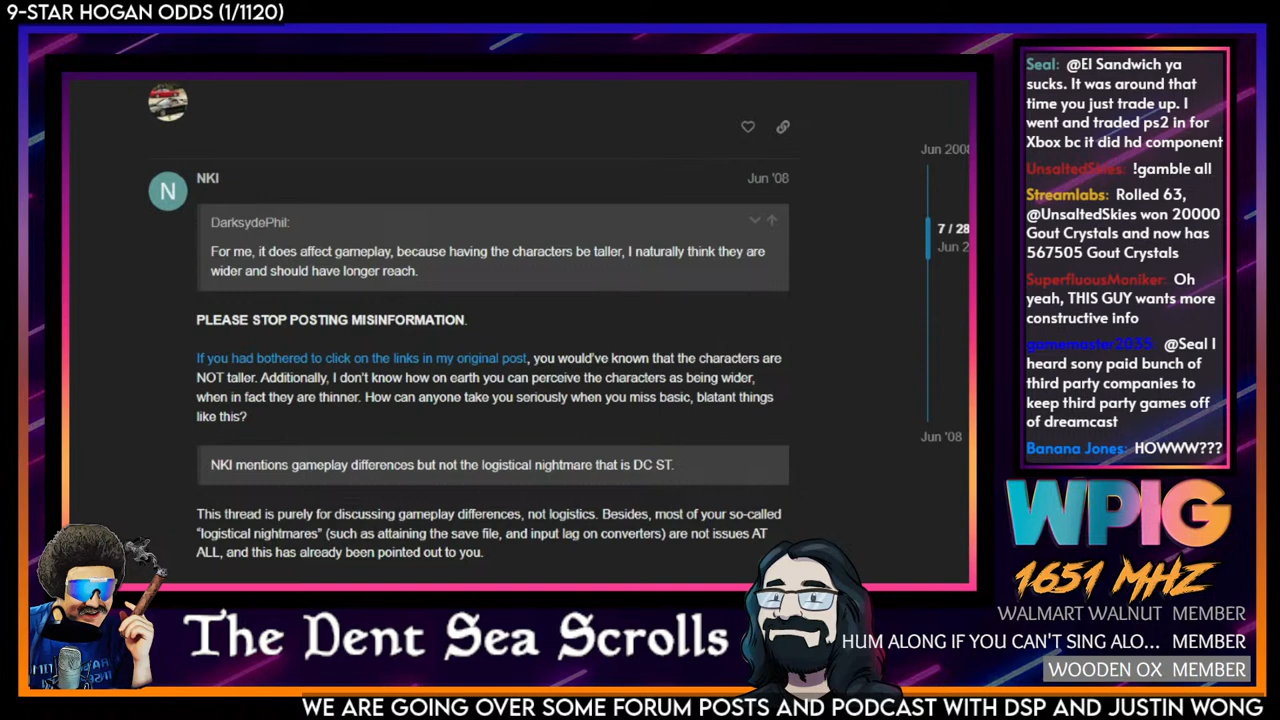 9-STAR HOGAN ODDS (1/1120)
Jun 2008
N
NKI
Jun '08
DarksydePhil:
For me, it does affect gameplay, because having the characters be taller, I naturally think they are
wider and should have longer reach.
7 / 28
Jun 2
PLEASE STOP POSTING MISINFORMATION.
If you had bothered to click on the links in my original post, you would've known that the characters are
NOT taller. Additionally, I don't know how on earth you can perceive the characters as being wider,
when in fact they are thinner. How can anyone take you seriously when you miss basic, blatant things
like this?
Jun '08
NKI mentions gameplay differences but not the logistical nightmare that is DC ST.
This thread is purely for discussing gameplay differences, not logistics. Besides, most of your so-called
“logistical nightmares” (such as attaining the save file, and input lag on converters) are not issues AT
ALL, and this has already been pointed out to you.
Seal: @El Sandwich ya
sucks. It was around that
time you just trade up. I
went and traded ps2 in for
Xbox bc it did hd component
UnsaltedSkies: !gamble all
Streamlabs: Rolled 63,
@UnsaltedSkies won 20000
Gout Crystals and now has
567505 Gout Crystals
SuperfluousMoniker: Oh
yeah, THIS GUY wants more
constructive info
gamemaster2035: @Seal I
heard sony paid bunch of
third party companies to
keep third party games off
of dreamcast
Banana Jones: HOWWW???
WPIG
1651 MHZ
WALMART WALNUT MEMBER
HUM ALONG IF YOU CAN'T SING ALO... MEMBER
WOODEN OX MEMBER
The Dent Sea Scrolls
WE ARE GOING OVER SOME FORUM POSTS AND PODCAST WITH DSP AND JUSTIN WONG